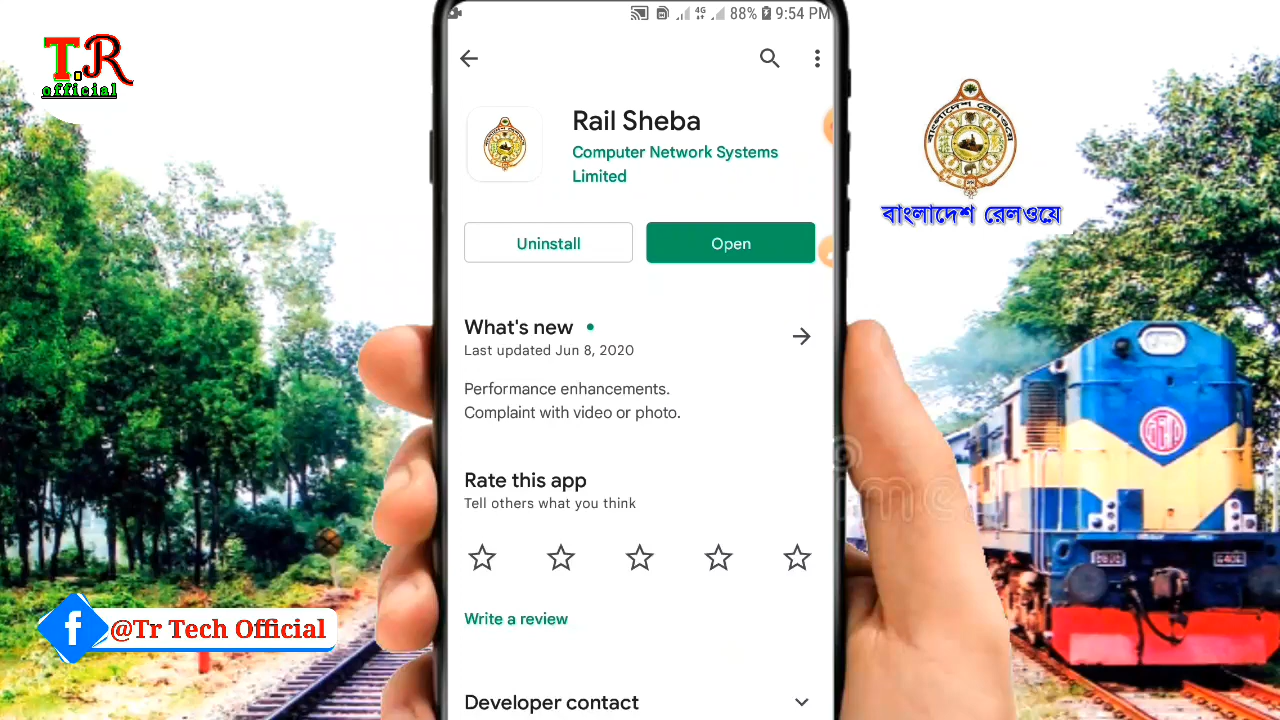 T.R
official
4G 88% 9:54 PM
Rail Sheba
Computer Network Systems
Limited
Uninstall
Open
What's new
Last updated Jun 8, 2020
Performance enhancements.
Complaint with video or photo.
Rate this app
Tell others what you think
Write a review
Developer contact
বাংলাদেশ রেলওয়ে
বাংলাদেশ রেলওয়ে
f @Tr Tech Official